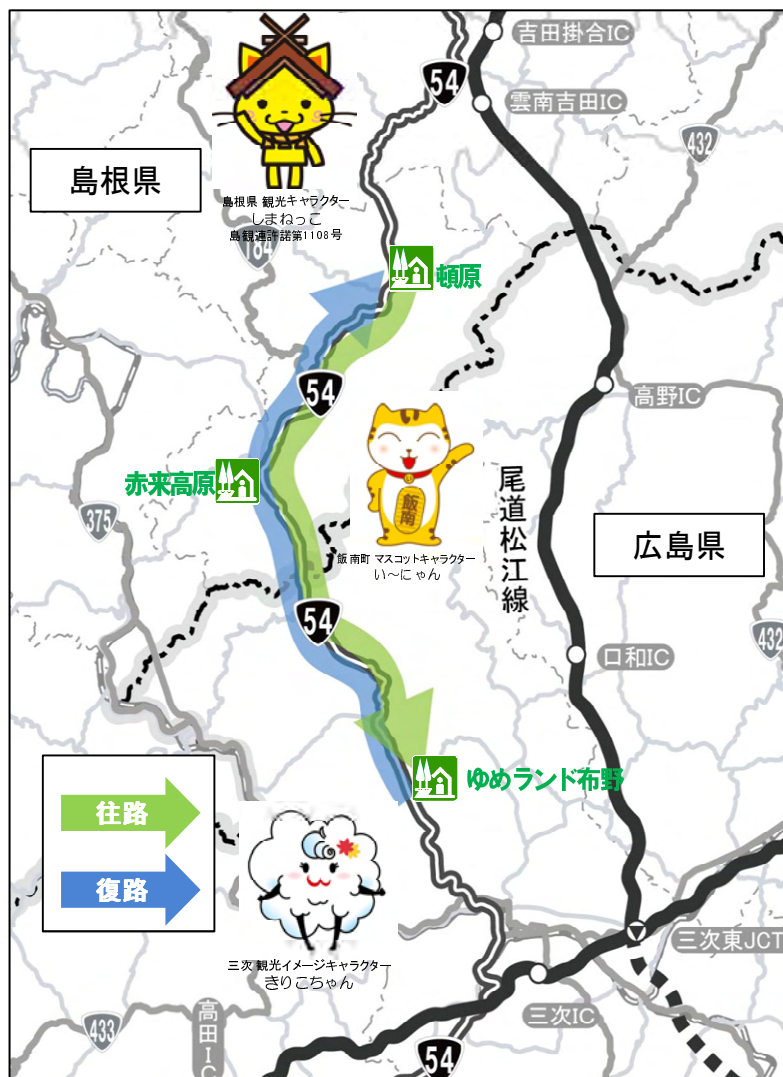 吉田掛合IC
54
雲南吉田IC
432
島根県
島根県 観光キャラクター
しまねっこ
島観連許諾第1108号
184
頓原
54
高野IC
赤来高原
飯南
375
尾道松江線
広島県
飯南町 マスコットキャラクター
い~にゃん
54
432
口和IC
ゆめランド布野
往路
復路
三次東JCT
三次 観光イメージキャラクター
きりこちゃん
三次IC
433
高田IC
54